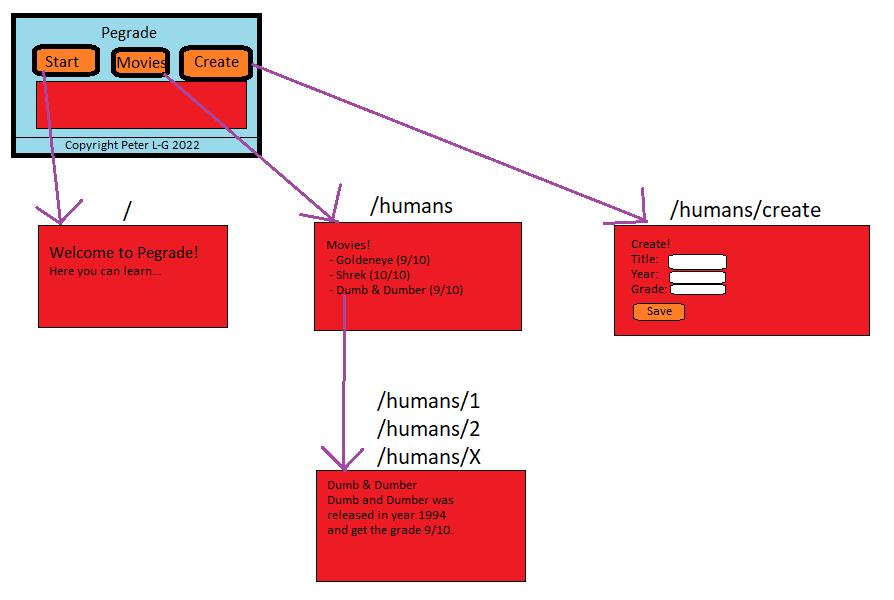 Pegrade
Start
Movies
Create
Copyright Peter L-G 2022
/
Welcome to Pegrade!
Here you can learn...
/humans
Movies!
- Goldeneye (9/10)
- Shrek (10/10)
- Dumb & Dumber (9/10)
/humans/create
Create!
Title:
Year:
Grade:
Save
/humans/1
/humans/2
/humans/X
Dumb & Dumber
Dumb and Dumber was
released in year 1994
and get the grade 9/10.